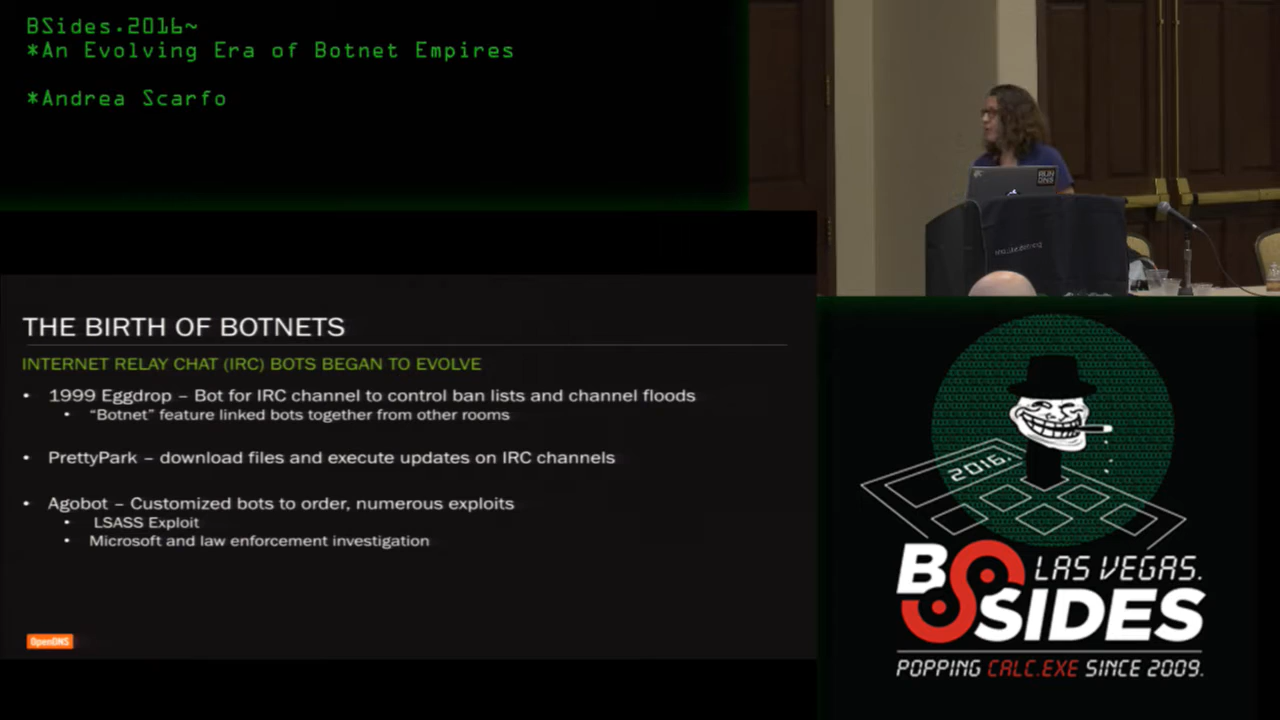 BSides.2016~
*An Evolving Era of Botnet Empires
*Andrea Scarfo
THE BIRTH OF BOTNETS
INTERNET RELAY CHAT (IRC) BOTS BEGAN TO EVOLVE
• 1999 Eggdrop – Bot for IRC channel to control ban lists and channel floods
• “Botnet” feature linked bots together from other rooms
• PrettyPark – download files and execute updates on IRC channels
• Agobot – Customized bots to order, numerous exploits
• LSASS Exploit
• Microsoft and law enforcement investigation
OpenDNS
RUN
DNS
2016.
B LAS VEGAS.
SIDES
POPPING CALC.EXE SINCE 2009.